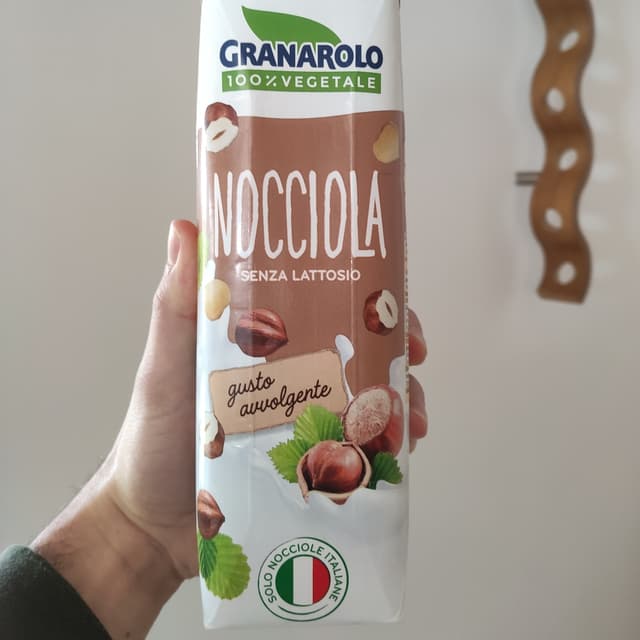 GRANAROLO
100% VEGETALE
NOCCIOLA
SENZA LATTOSIO
gusto
avvolgente
SOLO NOCCIOLE ITALIANE